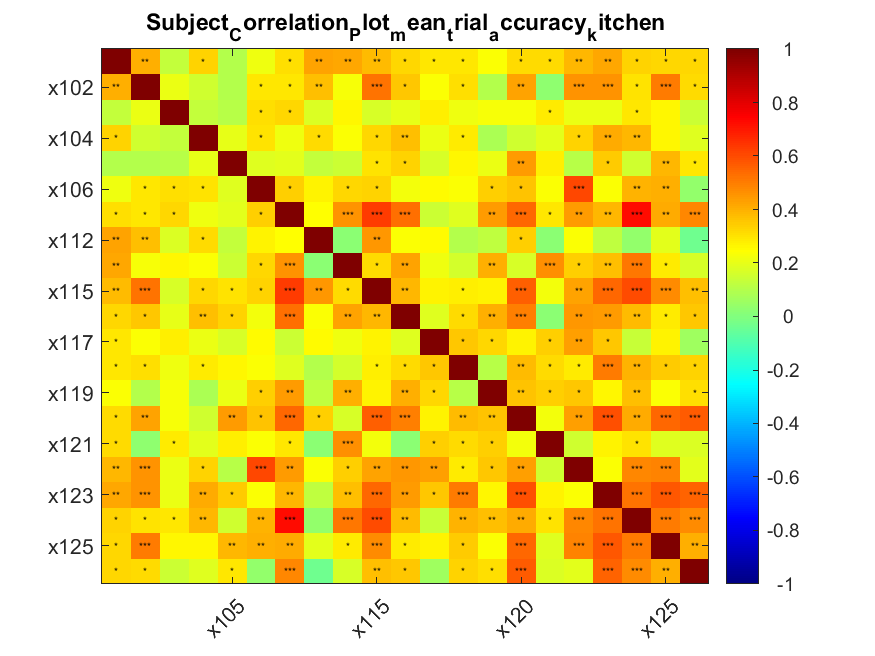 Subject_Correlation_Plot_mean_trial_accuracy_kitchen
x102
x104
x106
x112
x115
x117
x119
x121
x123
x125
x105
x115
x120
x125
1
0.8
0.6
0.4
0.2
0
-0.2
-0.4
-0.6
-0.8
-1